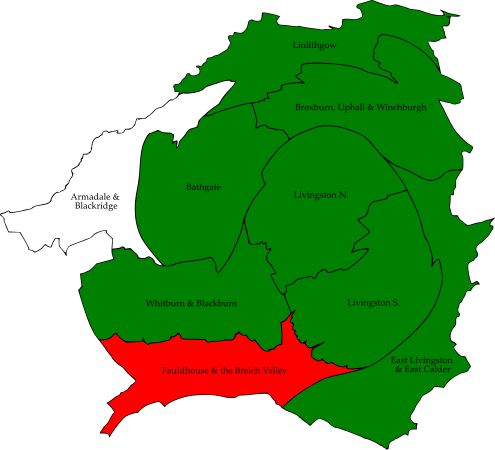 Linlithgow
Broxburn, Uphall & Winchburgh
Bathgate
Livingston N.
Armadale &
Blackridge
Whitburn & Blackburn
Livingston S.
East Livingston
& East Calder
Fauldhouse & the Breich Valley